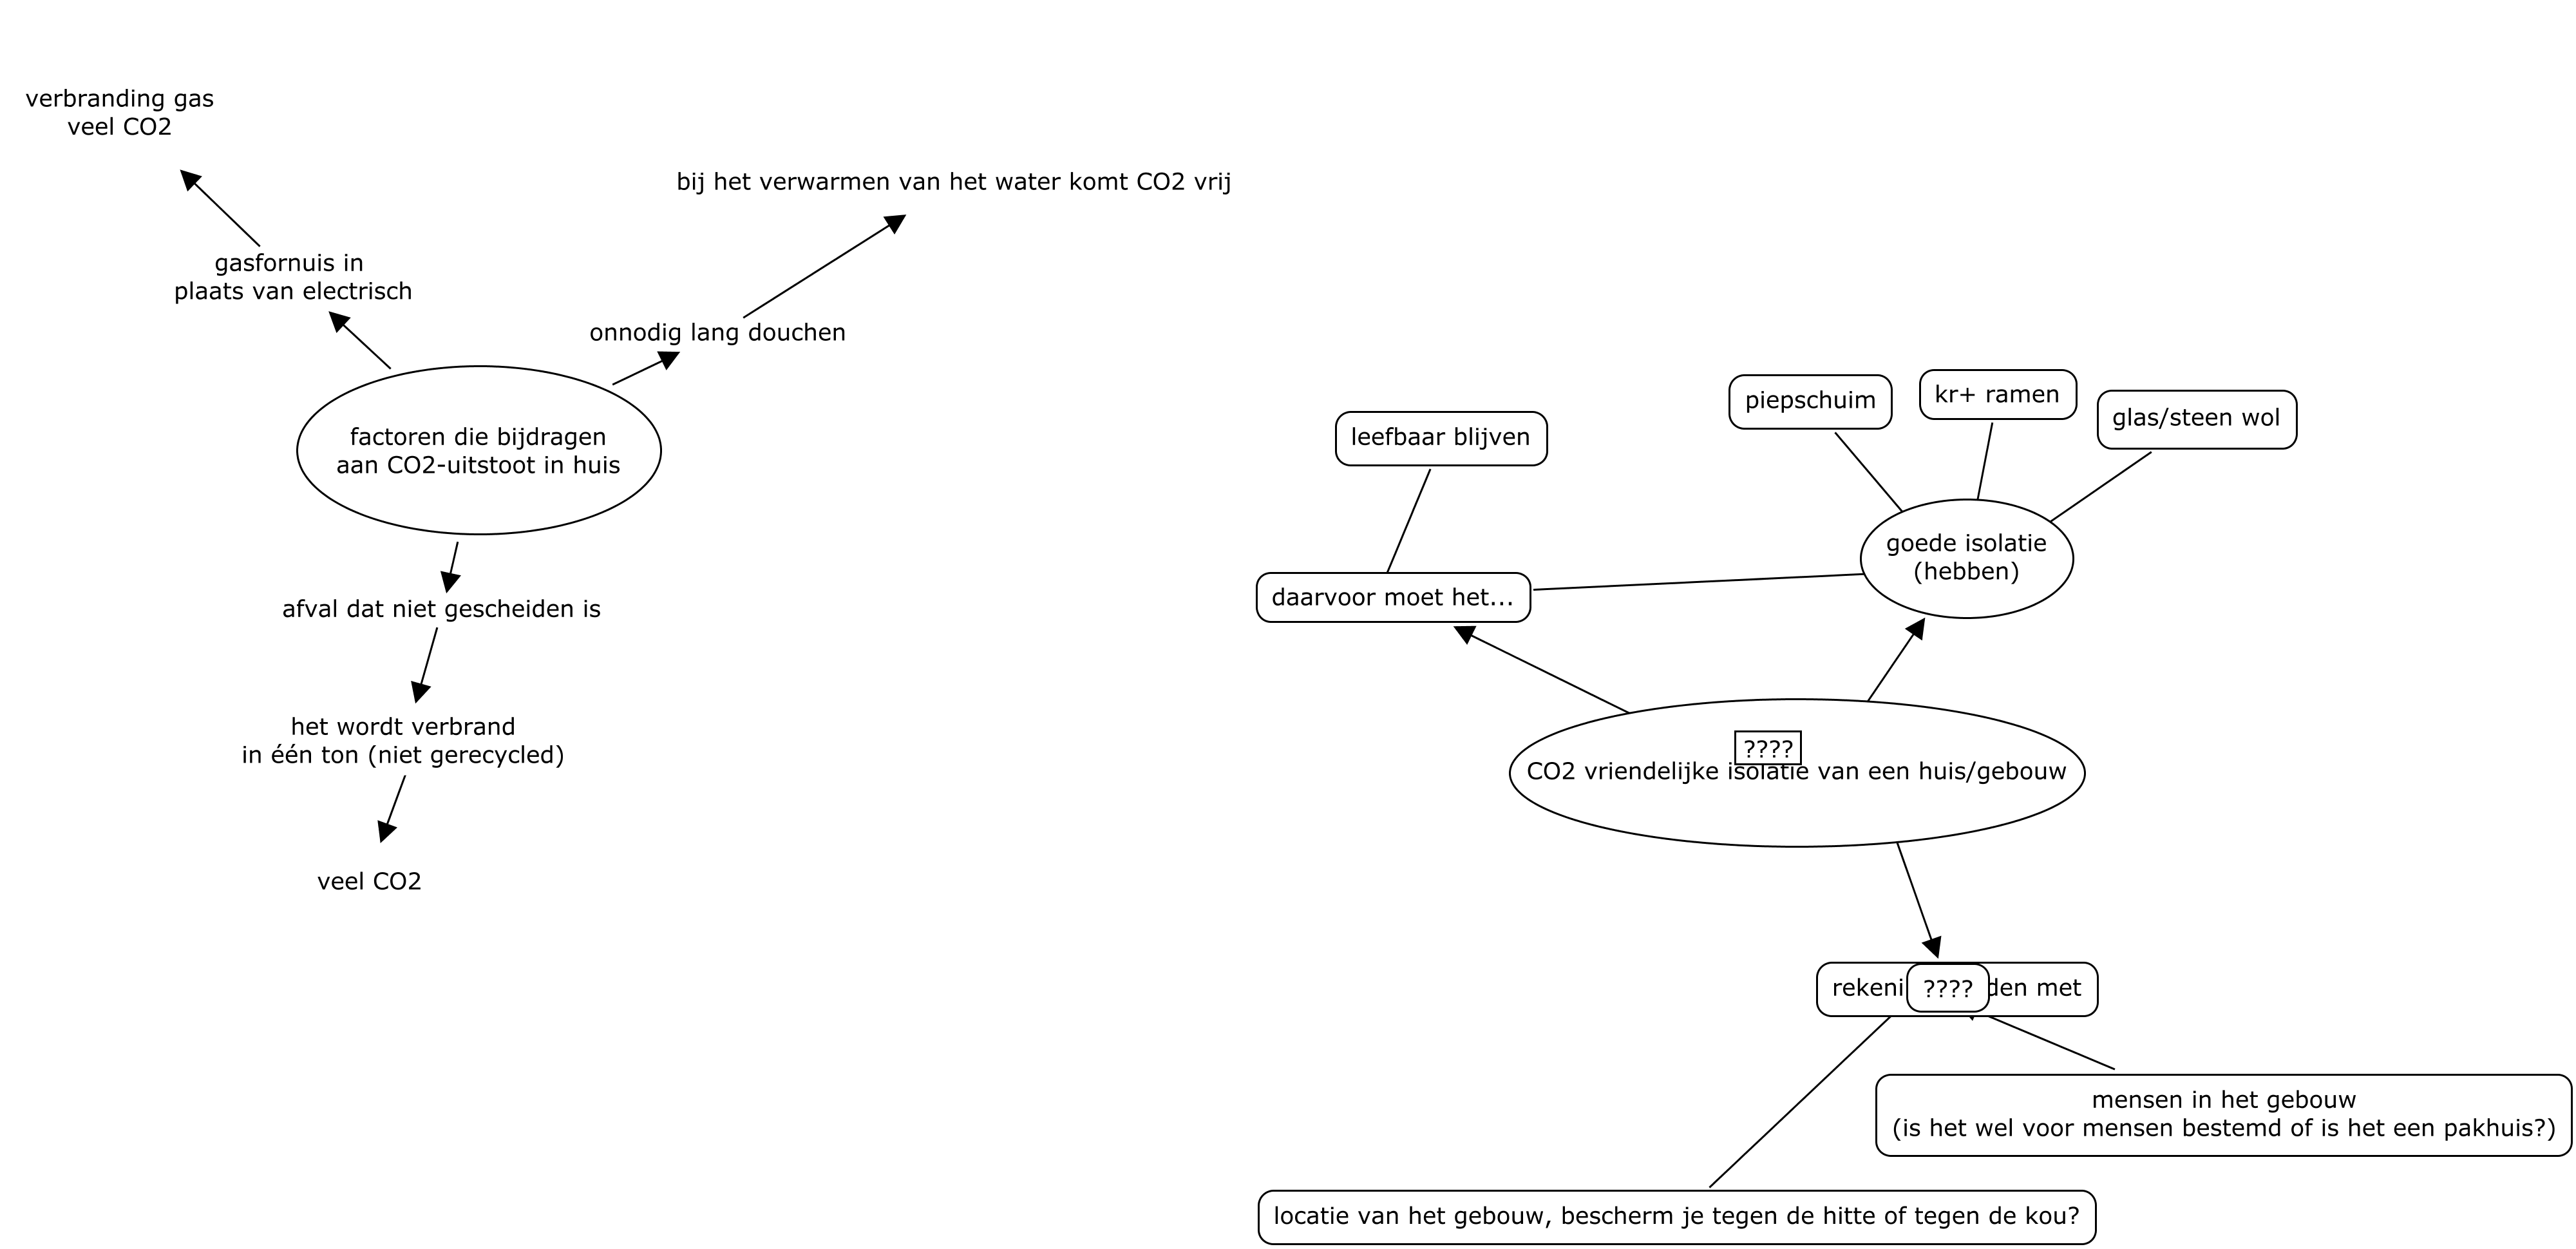 verbranding gas
veel CO2
bij het verwarmen van het water komt CO2 vrij
gasfornuis in
plaats van electrisch
onnodig lang douchen
factoren die bijdragen
aan CO2-uitstoot in huis
afval dat niet gescheiden is
het wordt verbrand
in één ton (niet gerecycled)
veel CO2
leefbaar blijven
piepschuim
kr+ ramen
glas/steen wol
goede isolatie
(hebben)
daarvoor moet het...
????
CO2 vriendelijke isolatie van een huis/gebouw
???? met
mensen in het gebouw
(is het wel voor mensen bestemd of is het een pakhuis?)
locatie van het gebouw, bescherm je tegen de hitte of tegen de kou?